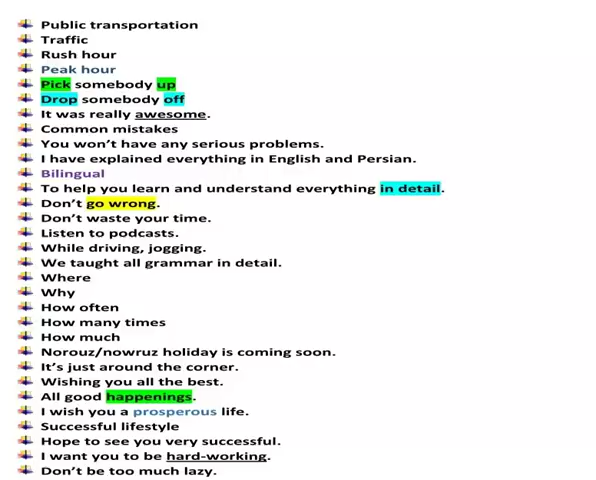 Public transportation
Traffic
Rush hour
Peak hour
Pick somebody up
Drop somebody off
It was really awesome.
Common mistakes
You won't have any serious problems.
I have explained everything in English and Persian.
Bilingual
To help you learn and understand everything in detail.
Don't go wrong.
Don't waste your time.
Listen to podcasts.
While driving, jogging.
We taught all grammar in detail.
Where
Why
How often
How many times
How much
Norouz/nowruz holiday is coming soon.
It's just around the corner.
Wishing you all the best.
All good happenings.
I wish you a prosperous life.
Successful lifestyle
Hope to see you very successful.
I want you to be hard-working.
Don't be too much lazy.